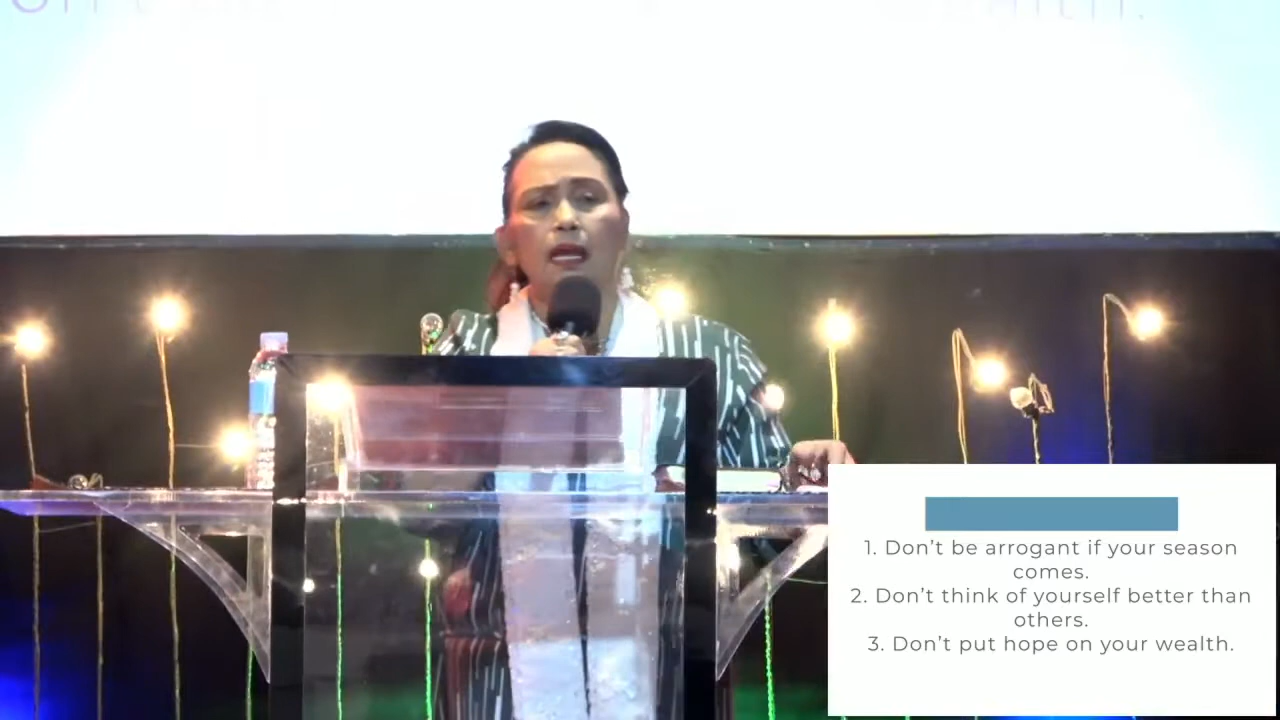 1. Don't be arrogant if your season
comes.
2. Don't think of yourself better than
others.
3. Don't put hope on your wealth.